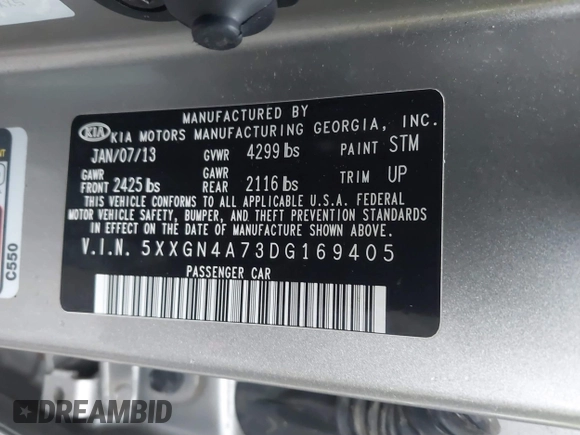 MANUFACTURED BY
KIA KIA MOTORS MANUFACTURING GEORGIA, INC.
JAN/07/13 GVWR 4299 lbs PAINT STM
GAWR FRONT 2425 lbs GAWR REAR 2116 lbs TRIM UP
THIS VEHICLE CONFORMS TO ALL APPLICABLE U.S.A. FEDERAL
MOTOR VEHICLE SAFETY, BUMPER, AND THEFT PREVENTION STANDARDS
IN EFFECT ON THE DATE OF MANUFACTURE SHOWN ABOVE.
V.I.N. 5XXGN4A73DG169405
PASSENGER CAR
C550
DREAMBID